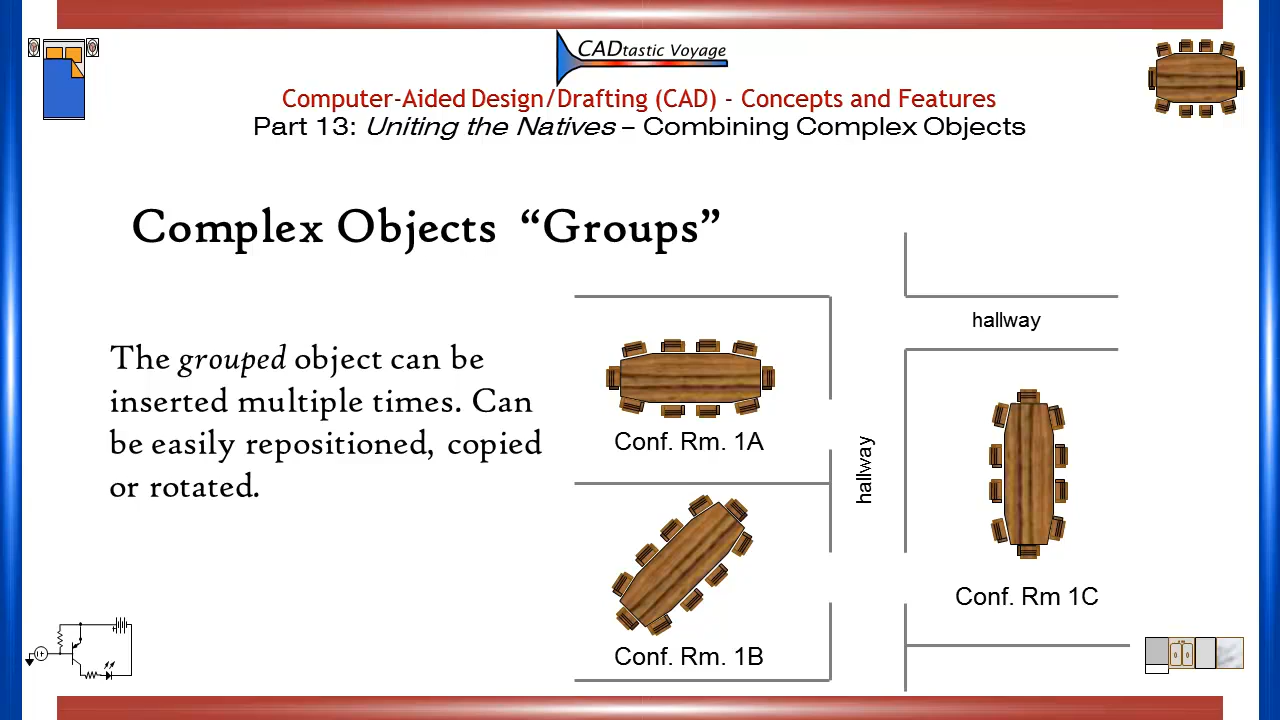 CADtastic Voyage
Computer-Aided Design/Drafting (CAD) - Concepts and Features
Part 13: Uniting the Natives – Combining Complex Objects
Complex Objects “Groups”
The grouped object can be
inserted multiple times. Can
be easily repositioned, copied
or rotated.
hallway
Conf. Rm. 1A
hallway
Conf. Rm. 1B
Conf. Rm 1C